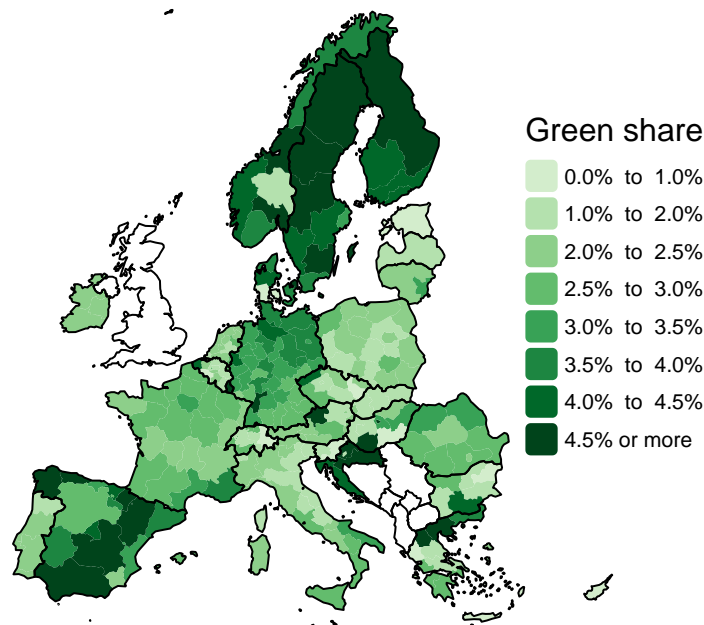 Green share
0.0% to 1.0%
1.0% to 2.0%
2.0% to 2.5%
2.5% to 3.0%
3.0% to 3.5%
3.5% to 4.0%
4.0% to 4.5%
4.5% or more